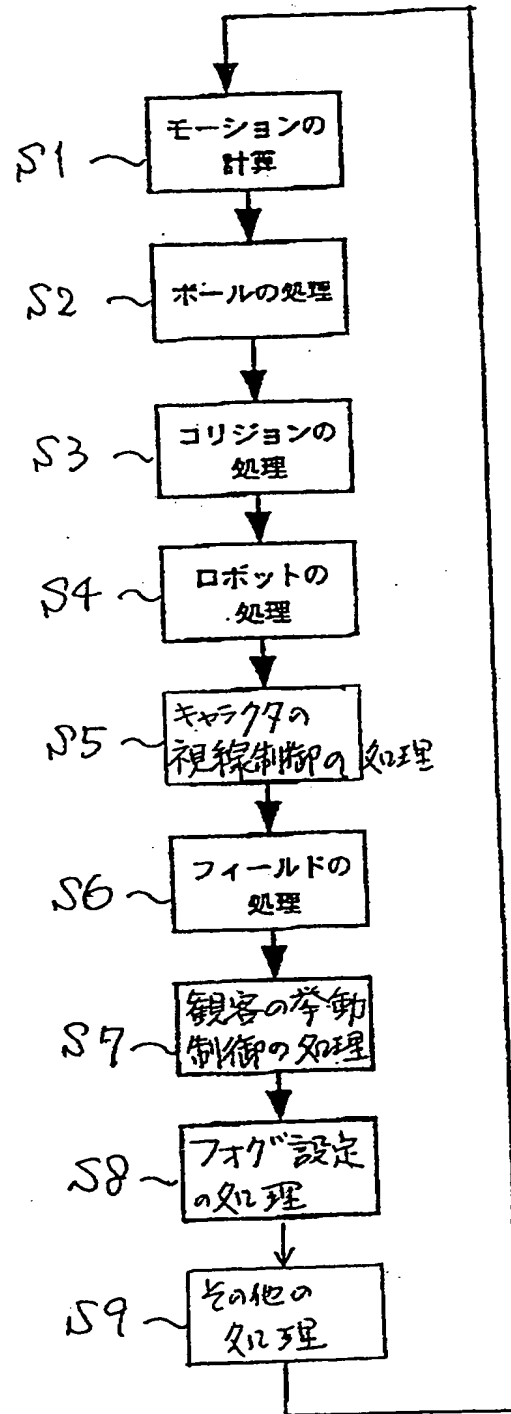 S1
モーションの
計算
S2
ボールの処理
S3
コリジョンの
処理
S4
ロボットの
処理
S5
キャラクタの
視線制御の処理
S6
フィールドの
処理
S7
観客の挙動
制御の処理
S8
フォグ設定
の処理
S9
その他の
処理